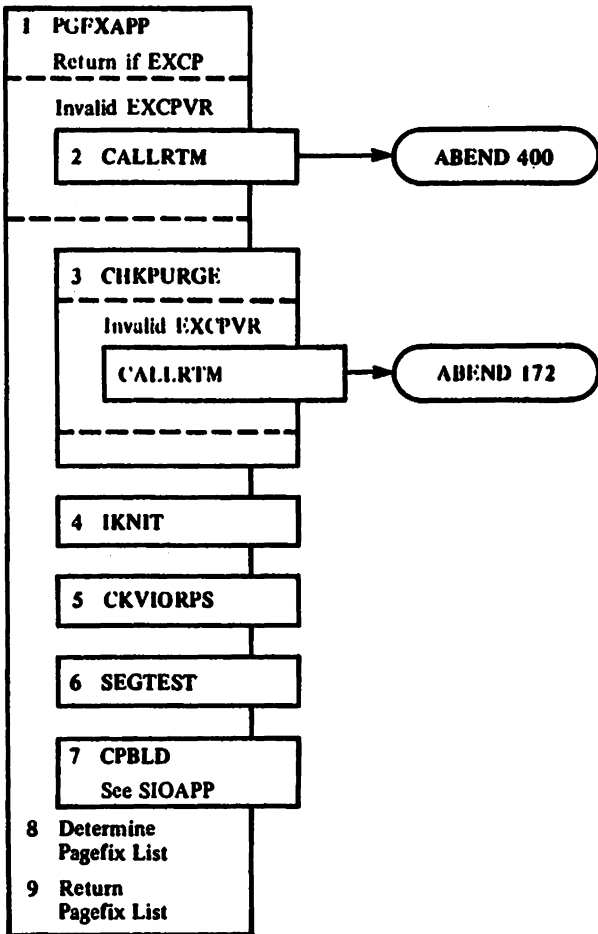 1 PGFXAPP
Return if EXCP
Invalid EXCPVR
2 CALLRTM
ABEND 400
3 CHKPURGE
Invalid EXCPVR
CALLRTM
ABEND 172
4 IKNIT
5 CKVIORPS
6 SEGTEST
7 CPBLD
See SIOAPP
8 Determine
Pagefix List
9 Return
Pagefix List